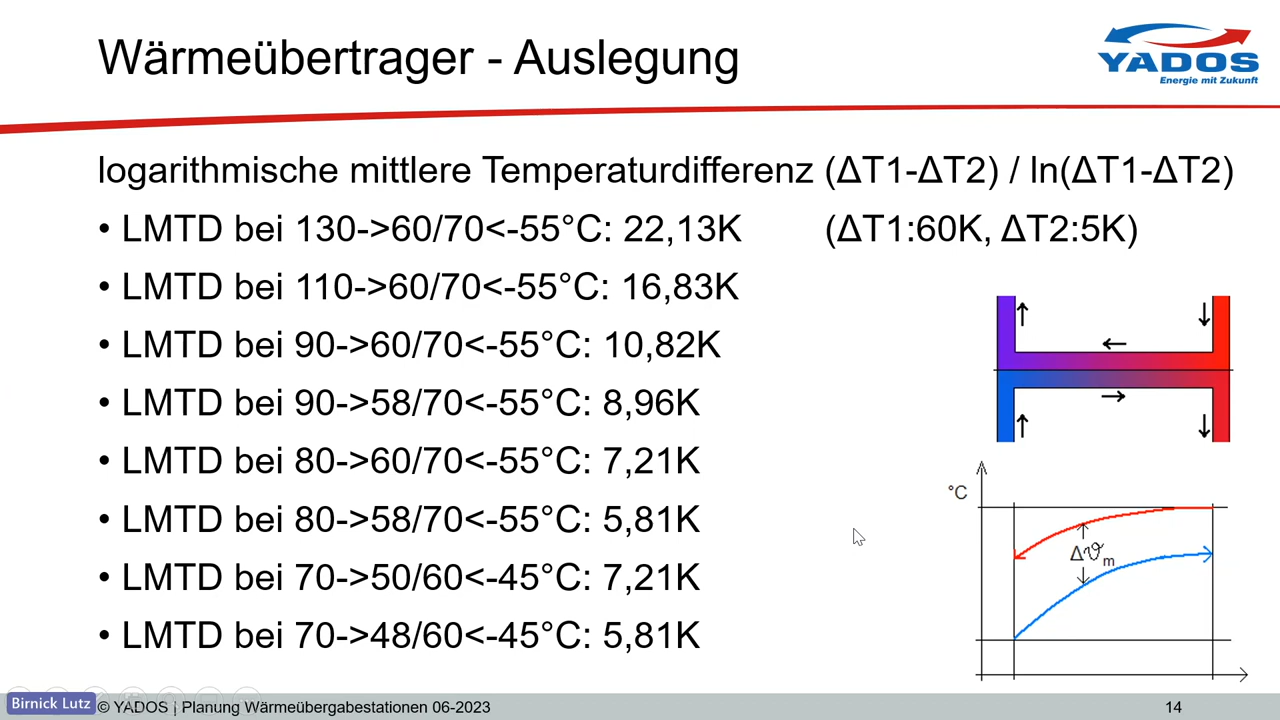 Wärmeübertrager - Auslegung
YADOS
Energie mit Zukunft
logarithmische mittlere Temperaturdifferenz (ΔT1-ΔT2) / ln(ΔT1-ΔT2)
• LMTD bei 130->60/70<-55°C: 22,13K (ΔT1:60K, ΔT2:5K)
• LMTD bei 110->60/70<-55°C: 16,83K
• LMTD bei 90->60/70<-55°C: 10,82K
• LMTD bei 90->58/70<-55°C: 8,96K
• LMTD bei 80->60/70<-55°C: 7,21K
• LMTD bei 80->58/70<-55°C: 5,81K
• LMTD bei 70->50/60<-45°C: 7,21K
• LMTD bei 70->48/60<-45°C: 5,81K
°C
Δϑm
Birnick Lutz
© YADOS | Planung Wärmeübergabestationen 06-2023
14